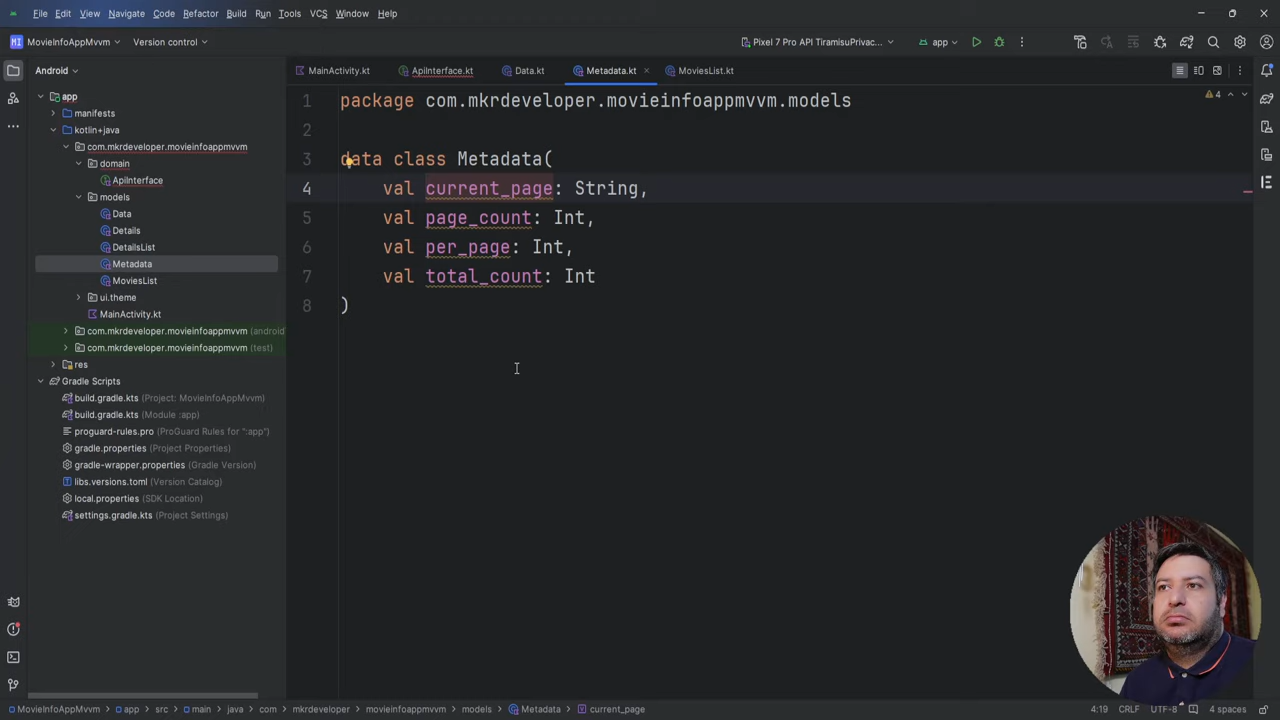 File Edit View Navigate Code Refactor Build Run Tools VCS Window Help
MI MovieInfoAppMvvm Version control Pixel 7 Pro API TiramisuPrivac... app
Android MainActivity.kt ApiInterface.kt Data.kt Metadata.kt MoviesList.kt
app
manifests
kotlin+java
com.mkrdeveloper.movieinfoappmvvm
domain
ApiInterface
models
Data
Details
DetailsList
Metadata
MoviesList
ui.theme
MainActivity.kt
com.mkrdeveloper.movieinfoappmvvm (android
com.mkrdeveloper.movieinfoappmvvm (test)
res
Gradle Scripts
build.gradle.kts (Project: MovieInfoAppMvvm)
build.gradle.kts (Module :app)
proguard-rules.pro (ProGuard Rules for ":app")
gradle.properties (Project Properties)
gradle-wrapper.properties (Gradle Version)
libs.versions.toml (Version Catalog)
local.properties (SDK Location)
settings.gradle.kts (Project Settings)
1 package com.mkrdeveloper.movieinfoappmvvm.models
2
3 data class Metadata(
4 val current_page: String,
5 val page_count: Int,
6 val per_page: Int,
7 val total_count: Int
8 )
4
MovieInfoAppMvvm app src main java com mkrdeveloper movieinfoappmvvm models Metadata current_page 4:19 CRLF UTF-8 4 spaces